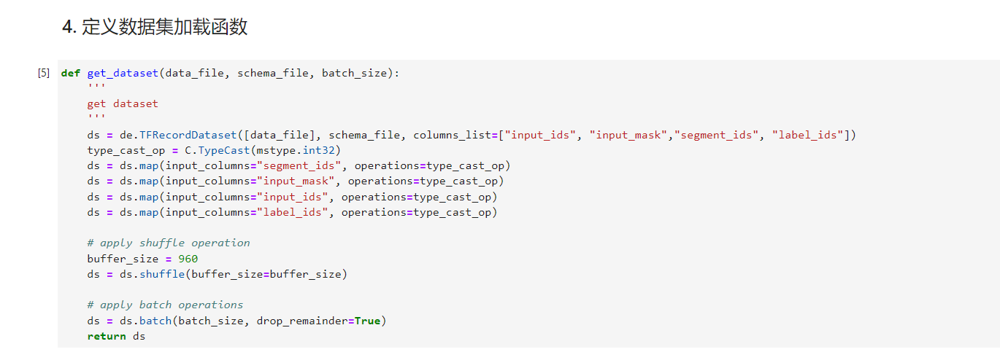 4. 定义数据集加载函数
[5] def get_dataset(data_file, schema_file, batch_size):
    '''
    get dataset
    '''
    ds = de.TFRecordDataset([data_file], schema_file, columns_list=["input_ids", "input_mask","segment_ids", "label_ids"])
    type_cast_op = C.TypeCast(mstype.int32)
    ds = ds.map(input_columns="segment_ids", operations=type_cast_op)
    ds = ds.map(input_columns="input_mask", operations=type_cast_op)
    ds = ds.map(input_columns="input_ids", operations=type_cast_op)
    ds = ds.map(input_columns="label_ids", operations=type_cast_op)
    # apply shuffle operation
    buffer_size = 960
    ds = ds.shuffle(buffer_size=buffer_size)
    # apply batch operations
    ds = ds.batch(batch_size, drop_remainder=True)
    return ds